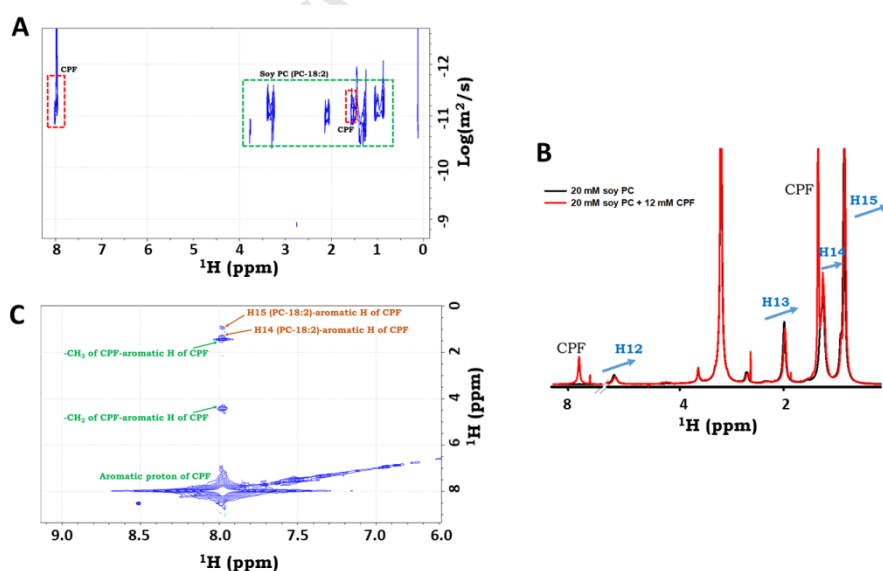 A
CPF
Soy PC (PC-18:2)
CPF
-12
-11
-10
-9
Log(m²/s)
8 6 5 4 3 2 1 0
¹H (ppm)
B
20 mM soy PC
20 mM soy PC + 12 mM CPF
CPF
H15
H14
H13
CPF
H12
8 4 2
¹H (ppm)
C
H15 (PC-18:2)-aromatic H of CPF
H14 (PC-18:2)-aromatic H of CPF
-CH₃ of CPF-aromatic H of CPF
-CH₂ of CPF-aromatic H of CPF
Aromatic proton of CPF
0
2
4
6
8
¹H (ppm)
9.0 8.5 8.0 7.5 7.0 6.5 6.0
¹H (ppm)